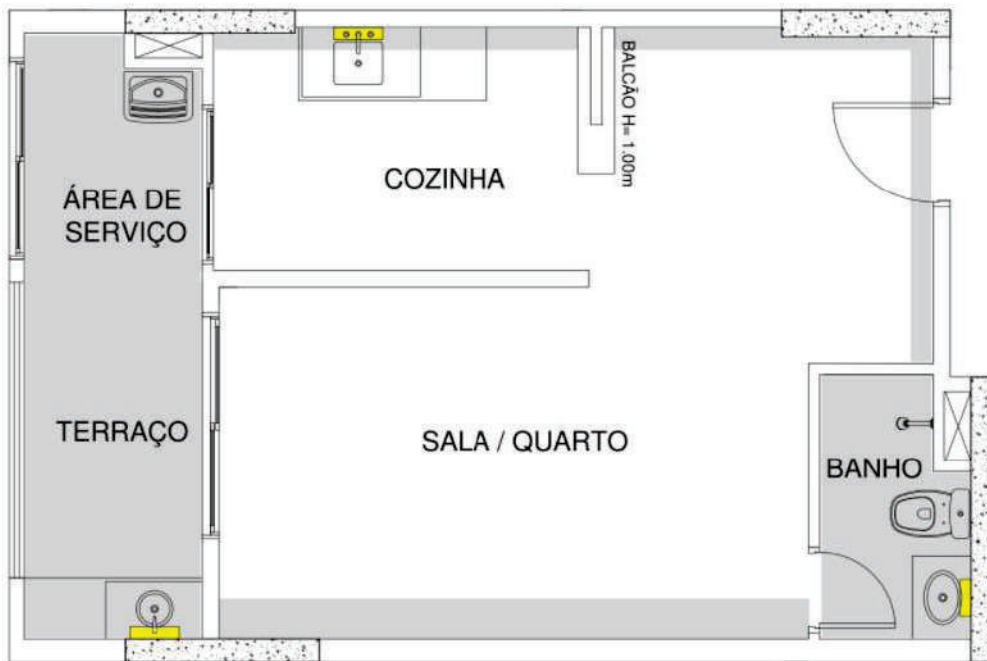 BALCÃO H= 1.00m
COZINHA
ÁREA DE
SERVIÇO
TERRAÇO
SALA / QUARTO
BANHO